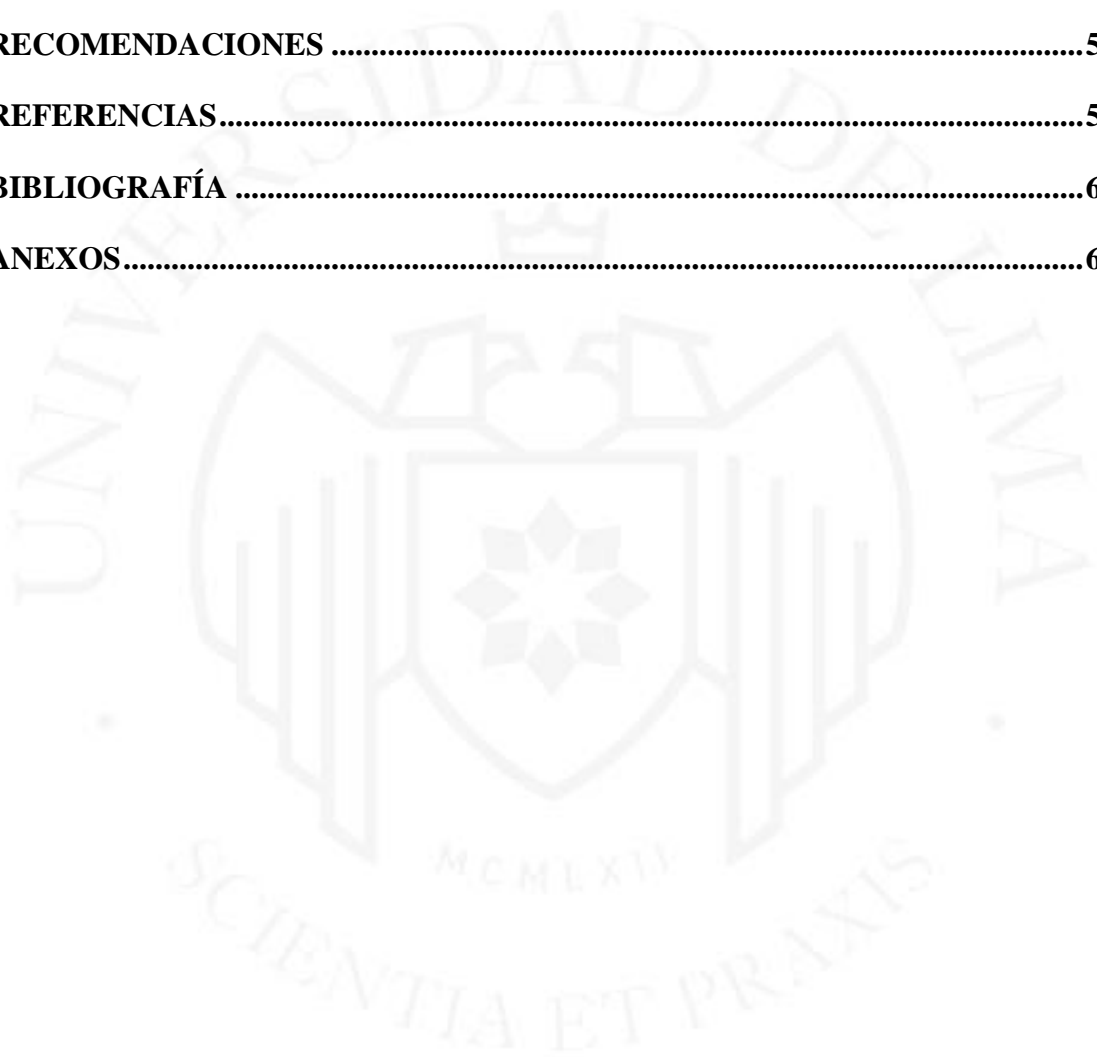 RECOMENDACIONES ........................................................................................ 5
REFERENCIAS ........................................................................................ 5
BIBLIOGRAFÍA ........................................................................................ 6
ANEXOS ........................................................................................ 6
UNIVERSIDAD DE LIMA
MCMLXII
SCIENTIA ET PRAXIS